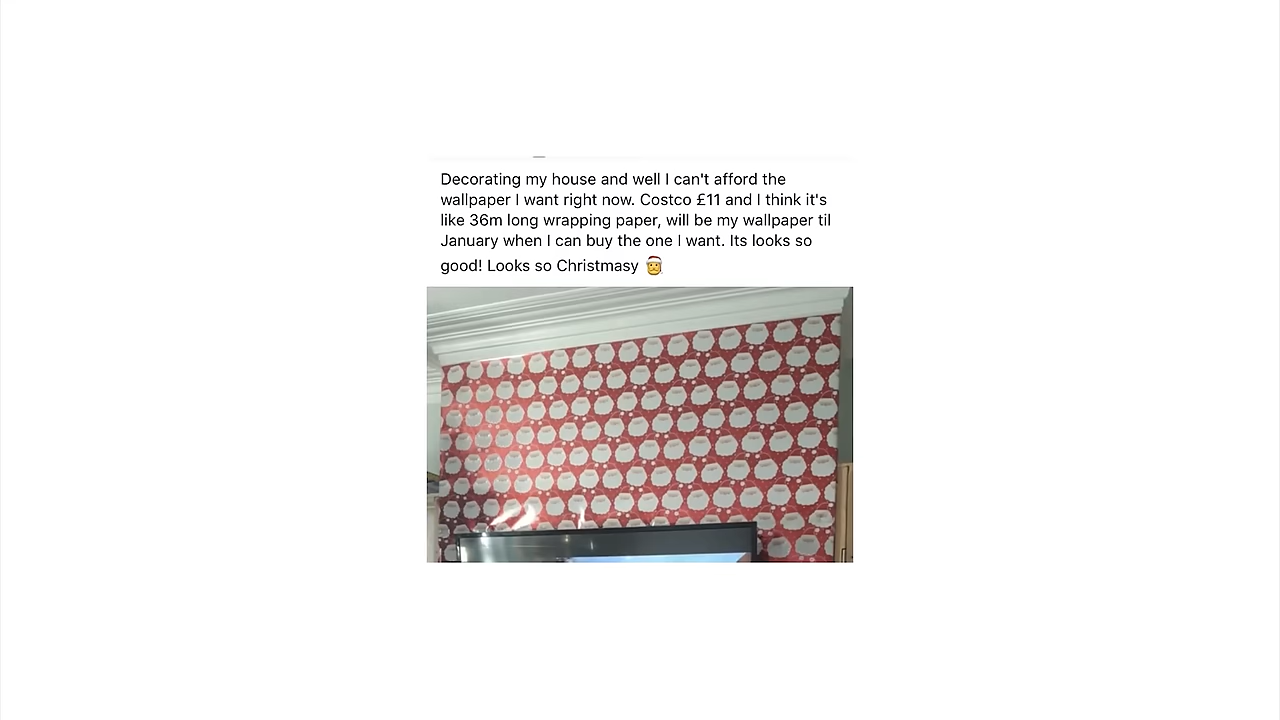 Decorating my house and well I can't afford the
wallpaper I want right now. Costco £11 and I think it's
like 36m long wrapping paper, will be my wallpaper til
January when I can buy the one I want. Its looks so
good! Looks so Christmasy 🎅